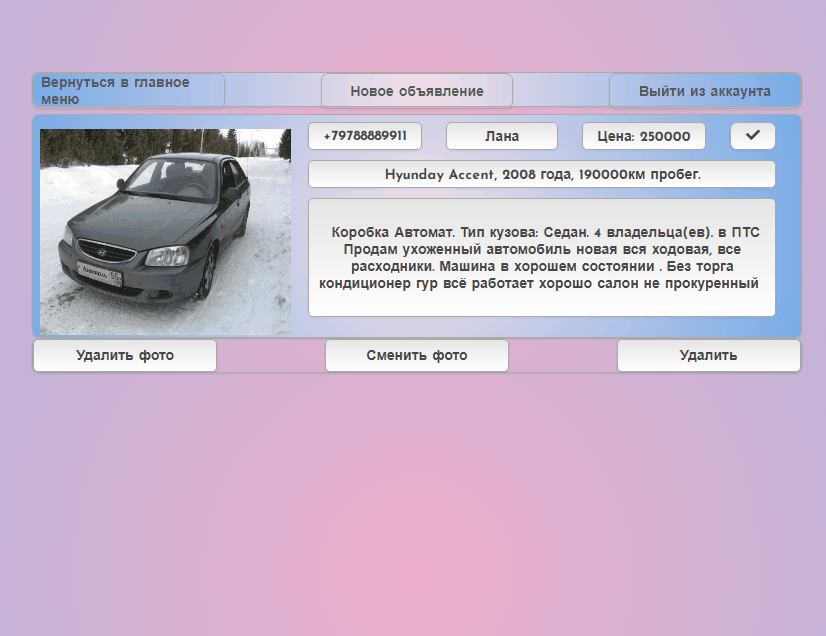 Вернуться в главное
меню
Новое объявление
Выйти из аккаунта
+79788889911
Лана
Цена: 250000
Hyunday Accent, 2008 года, 190000км пробег.
Коробка Автомат. Тип кузова: Седан. 4 владельца(ев). в ПТС
Продам ухоженный автомобиль новая вся ходовая, все
расходники. Машина в хорошем состоянии . Без торга
кондиционер гур всё работает хорошо салон не прокуренный
Удалить фото
Сменить фото
Удалить